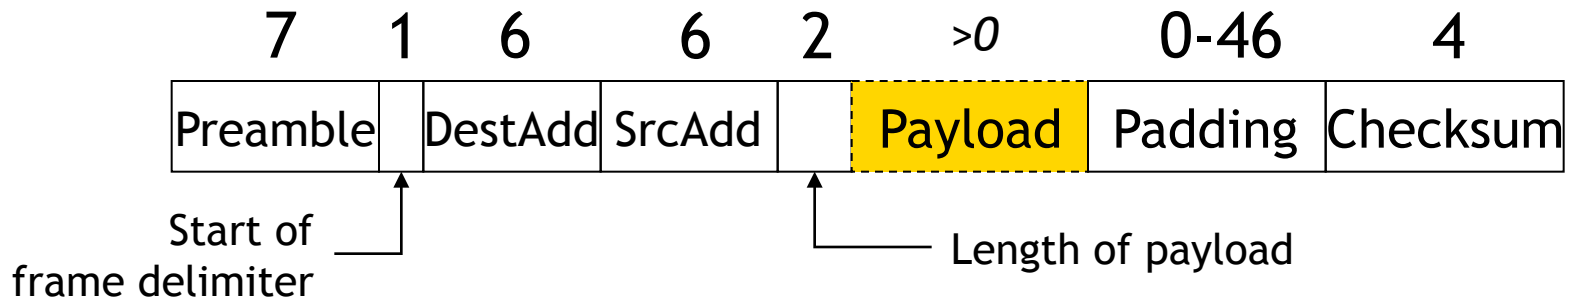 7 1 6 6 2 >0 0-46 4
Preamble DestAdd SrcAdd Payload Padding Checksum
Start of
frame delimiter
Length of payload